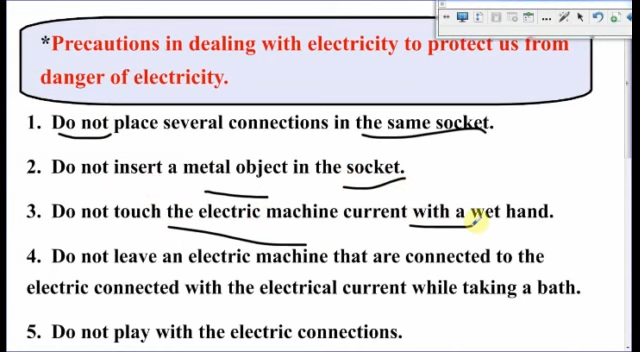 *Precautions in dealing with electricity to protect us from
danger of electricity.
1. Do not place several connections in the same socket.
2. Do not insert a metal object in the socket.
3. Do not touch the electric machine current with a wet hand.
4. Do not leave an electric machine that are connected to the
electric connected with the electrical current while taking a bath.
5. Do not play with the electric connections.